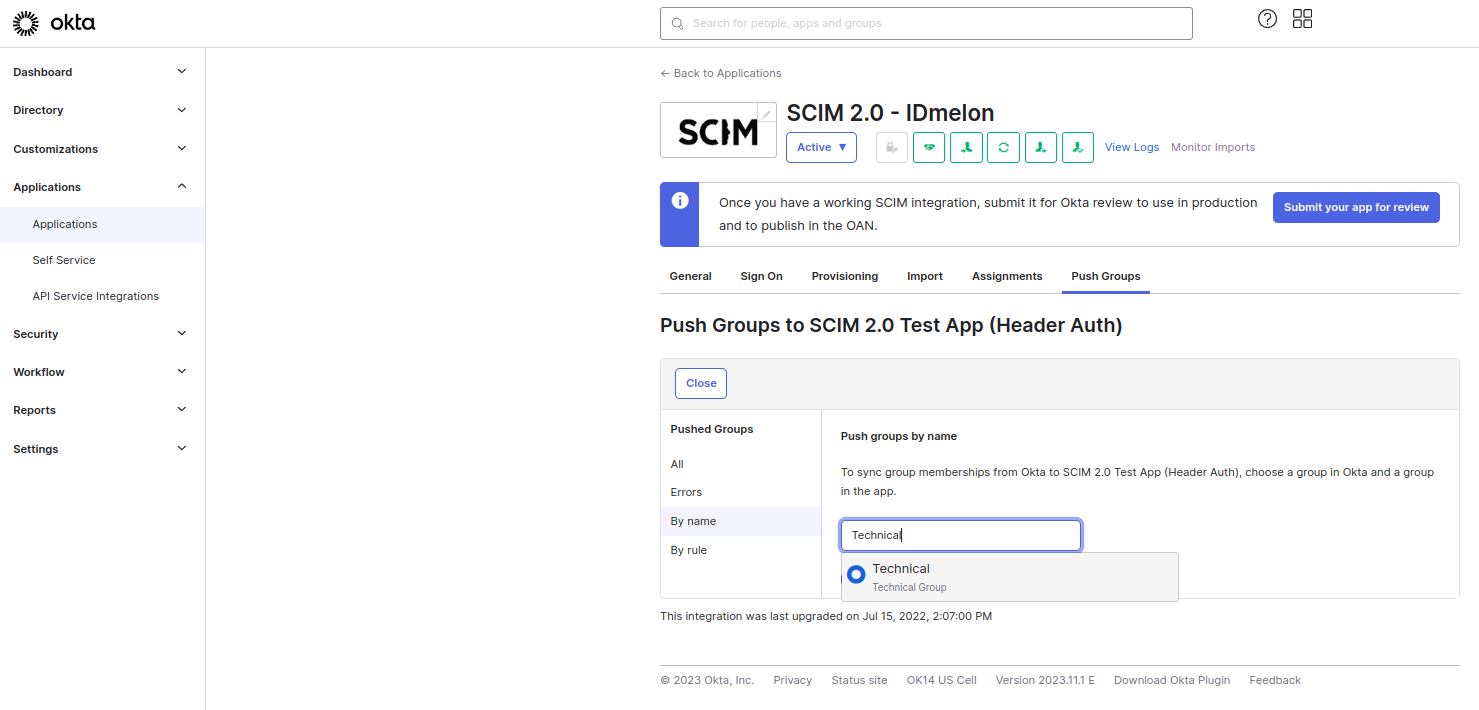 okta
Search for people, apps and groups
Dashboard
Directory
Customizations
Applications
Applications
Self Service
API Service Integrations
Security
Workflow
Reports
Settings
← Back to Applications
SCIM
SCIM 2.0 - IDmelon
Active ▼
View Logs
Monitor Imports
Once you have a working SCIM integration, submit it for Okta review to use in production
and to publish in the OAN.
Submit your app for review
General
Sign On
Provisioning
Import
Assignments
Push Groups
Push Groups to SCIM 2.0 Test App (Header Auth)
Close
Pushed Groups
All
Errors
By name
By rule
Push groups by name
To sync group memberships from Okta to SCIM 2.0 Test App (Header Auth), choose a group in Okta and a group
in the app.
Technical
Technical
Technical Group
This integration was last upgraded on Jul 15, 2022, 2:07:00 PM
© 2023 Okta, Inc.
Privacy
Status site
OK14 US Cell
Version 2023.11.1 E
Download Okta Plugin
Feedback